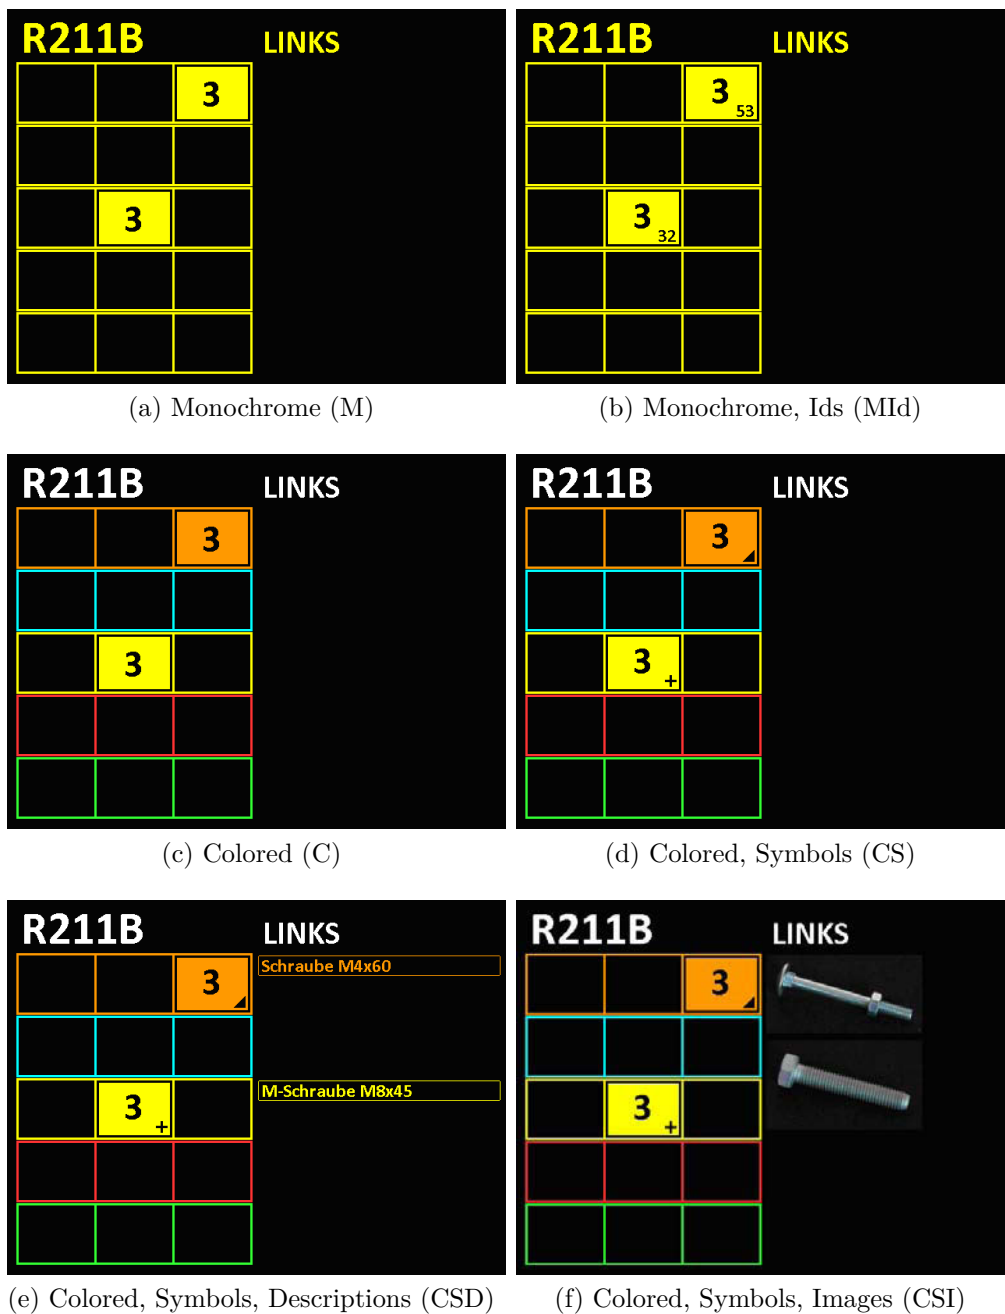 R211B LINKS
3
3
(a) Monochrome (M)
R211B LINKS
3 53
3 32
(b) Monochrome, Ids (MId)
R211B LINKS
3
3
(c) Colored (C)
R211B LINKS
3
3 +
(d) Colored, Symbols (CS)
R211B LINKS
3 Schraube M4x60
3 + M-Schraube M8x45
(e) Colored, Symbols, Descriptions (CSD)
R211B LINKS
3
3 +
(f) Colored, Symbols, Images (CSI)